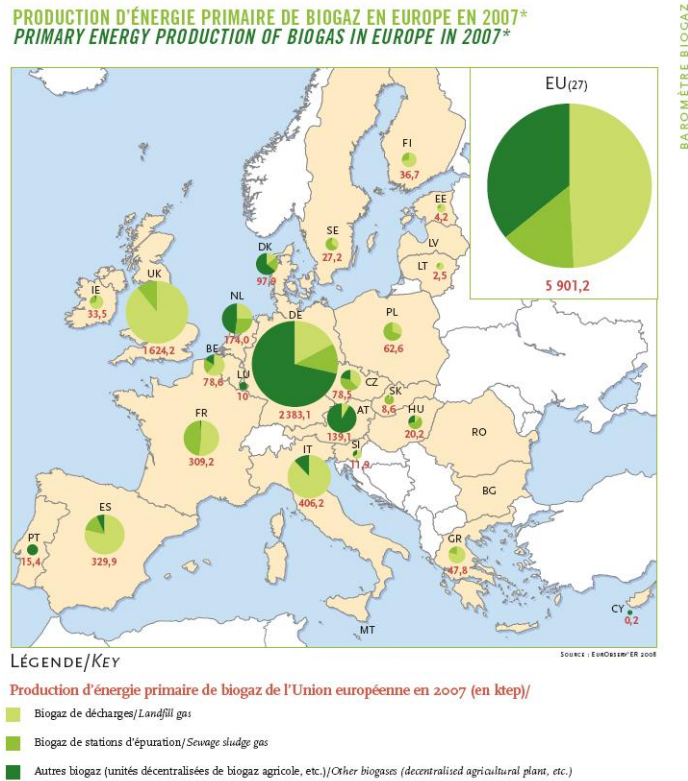 PRODUCTION D'ÉNERGIE PRIMAIRE DE BIOGAZ EN EUROPE EN 2007*
PRIMARY ENERGY PRODUCTION OF BIOGAS IN EUROPE IN 2007*
BAROMÈTRE BIOGAZ
EU(27)
5 901,2
FI
36,7
EE
4,2
SE
27,2
LV
LT
2,5
DK
97,9
UK
1 624,2
IE
33,5
NL
174,0
DE
2 383,1
PL
62,6
BE
78,6
LU
10
CZ
78,5
SK
8,6
AT
139,1
HU
20,2
FR
309,2
SI
11,9
RO
IT
406,2
BG
ES
329,9
PT
15,4
GR
47,8
CY
0,2
MT
SOURCE : EUROBSERV'ER 2008
LÉGENDE/KEY
Production d'énergie primaire de biogaz de l'Union européenne en 2007 (en ktep)/
Biogaz de décharges/Landfill gas
Biogaz de stations d'épuration/Sewage sludge gas
Autres biogaz (unités décentralisées de biogaz agricole, etc.)/Other biogases (decentralised agricultural plant, etc.)